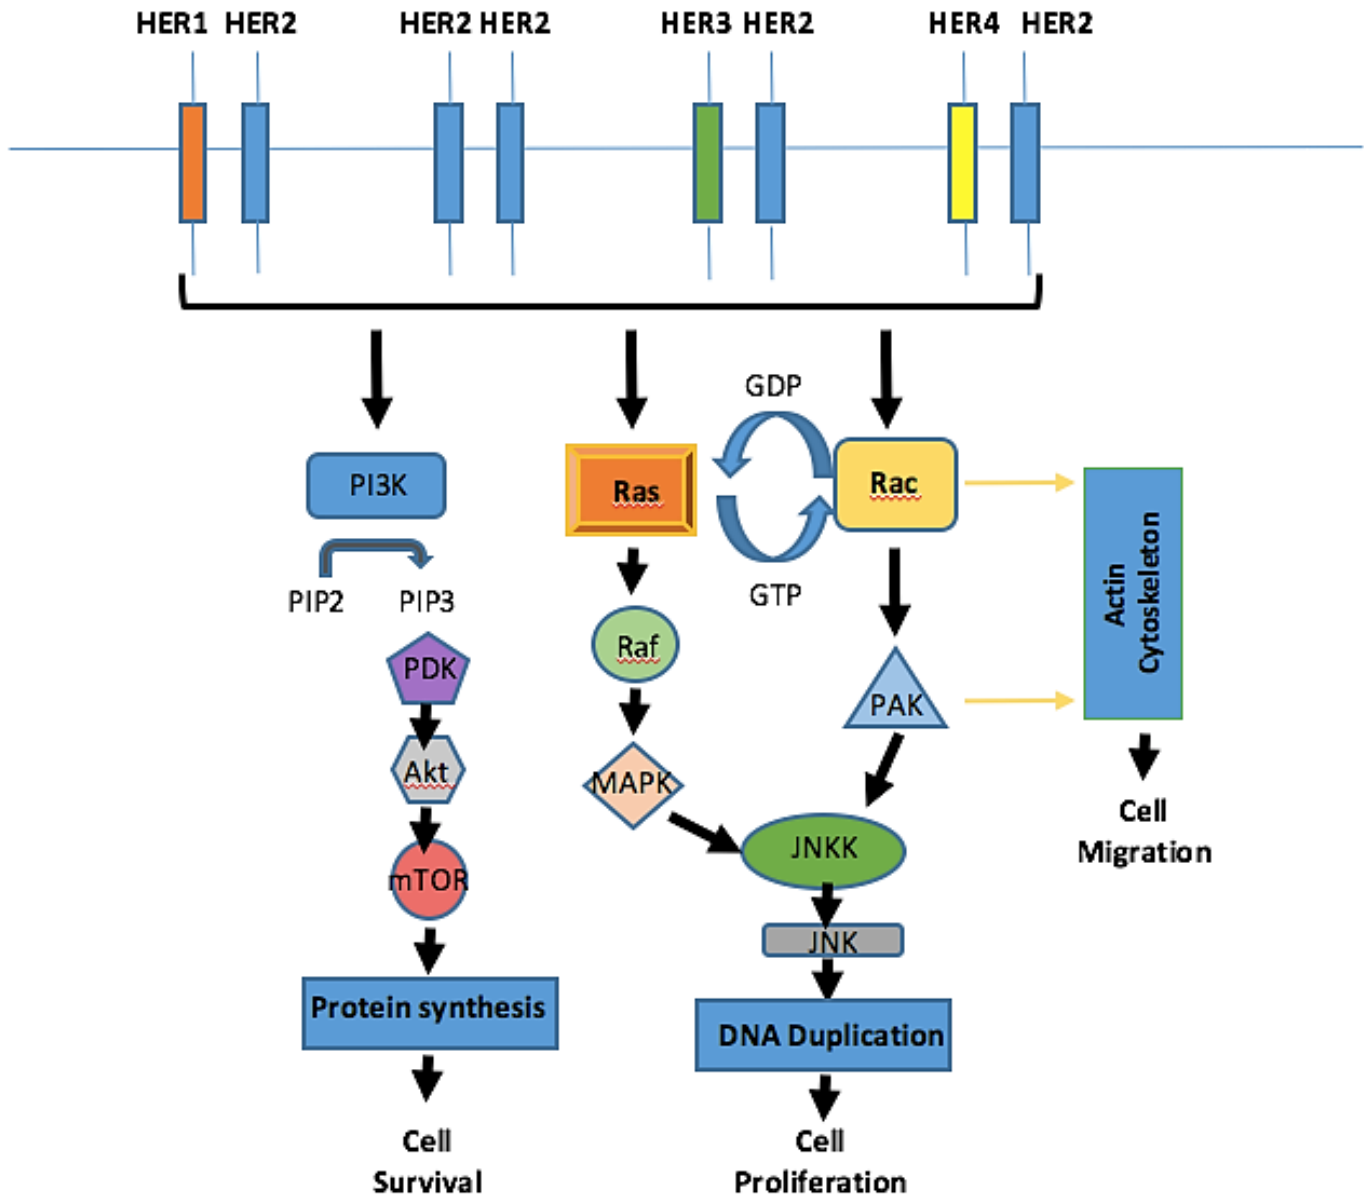 HER1 HER2 HER2 HER2 HER3 HER2 HER4 HER2
GDP
PI3K
Ras
Rac
GTP
PIP2 PIP3
Actin
Cytoskeleton
PDK
Raf
PAK
Akt
MAPK
JNKK
mTOR
JNK
Cell
Migration
Protein synthesis
DNA Duplication
Cell
Survival
Cell
Proliferation